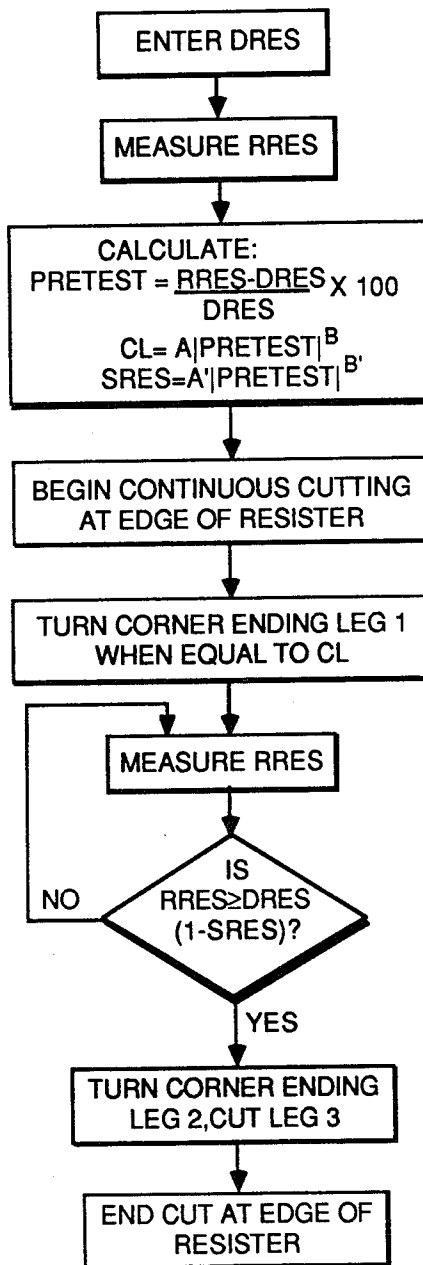 ENTER DRES
MEASURE RRES
CALCULATE:
PRETEST = RRES-DRES X 100
DRES
CL= A|PRETEST|B
SRES=A'|PRETEST|B'
BEGIN CONTINUOUS CUTTING
AT EDGE OF RESISTER
TURN CORNER ENDING LEG 1
WHEN EQUAL TO CL
MEASURE RRES
IS
RRES≥DRES
(1-SRES)?
NO
YES
TURN CORNER ENDING
LEG 2,CUT LEG 3
END CUT AT EDGE OF
RESISTER